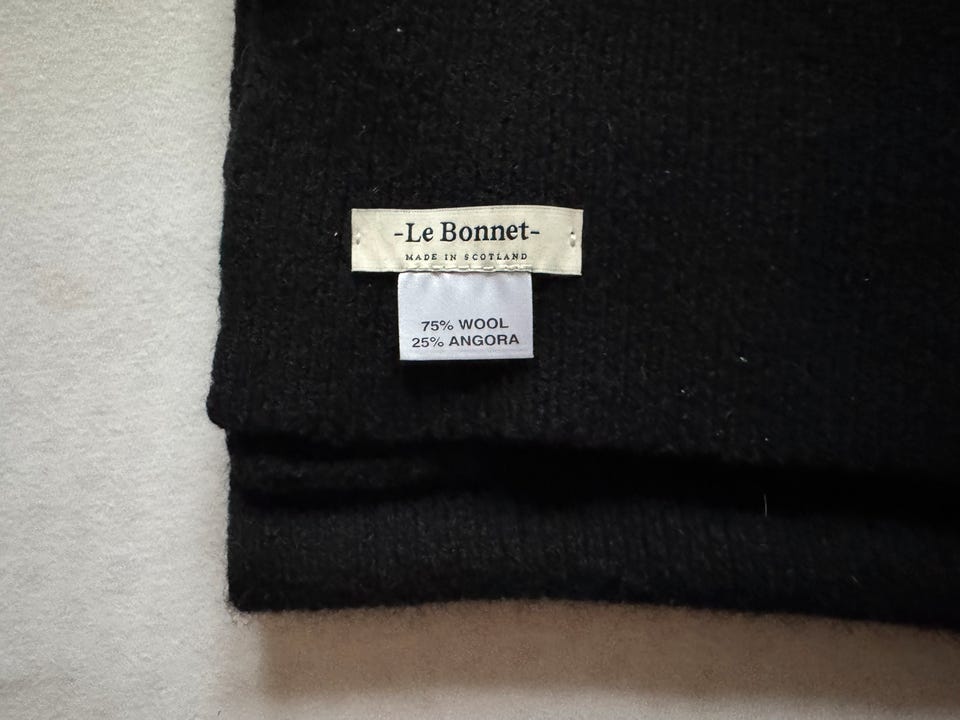 -Le Bonnet-
MADE IN SCOTLAND
75% WOOL
25% ANGORA